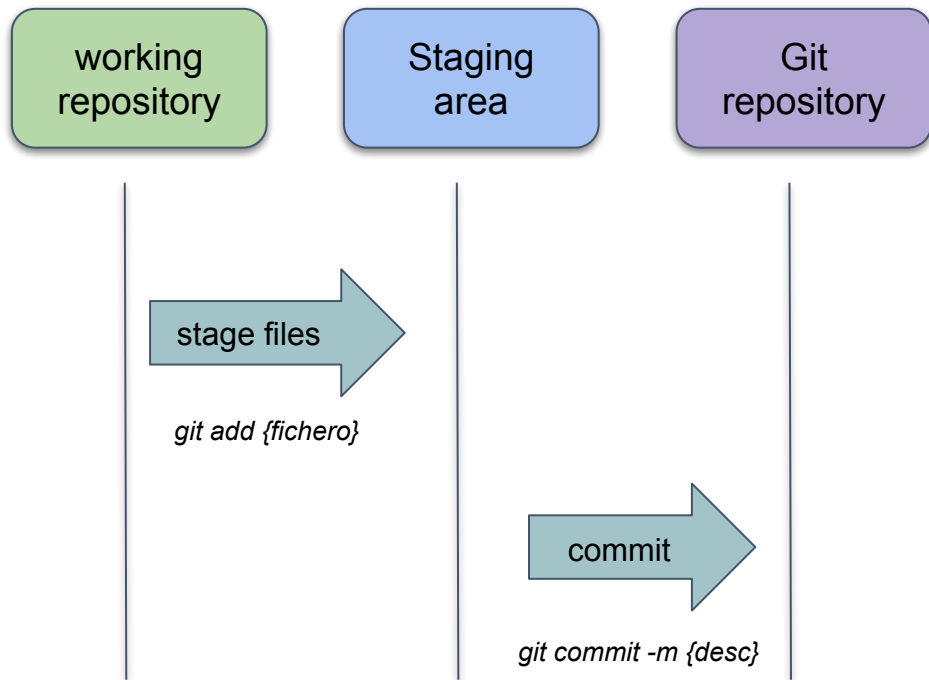 working
repository
Staging
area
Git
repository
stage files
git add {fichero}
commit
git commit -m {desc}